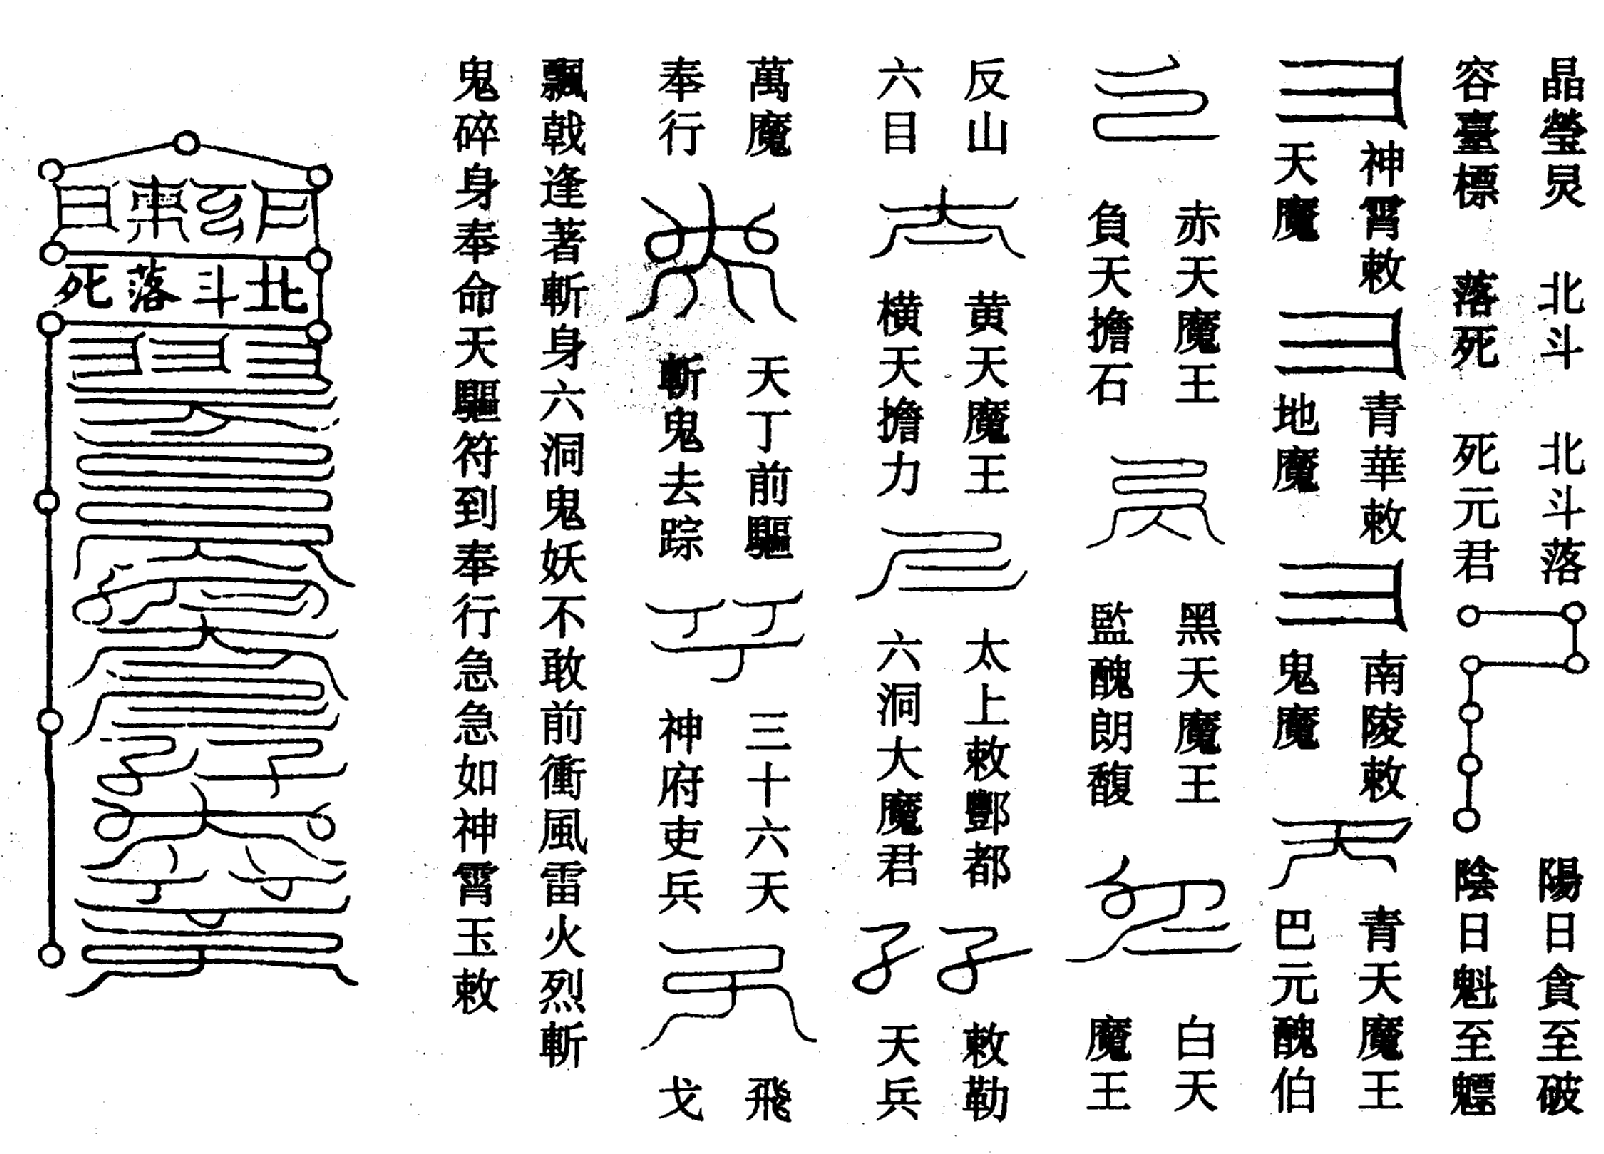 晶瑩炅
容臺標
北斗
落死
北斗落
死元君
陽日貪至破
陰日魁至魒
神霄敕
天魔
青華敕
地魔
南陵敕
鬼魔
青天魔王
巴元醜伯
赤天魔王
負天擔石
黑天魔王
監醜朗馥
白天
魔王
反山
六目
黄天魔王
横天擔力
太上敕酆都
六洞大魔君
敕勒
天兵
萬魔
奉行
天丁前驅
斬鬼去踪
三十六天
神府吏兵
飛
戈
飄戟逢著斬身六洞鬼妖不敢前衝風雷火烈斬
鬼碎身奉命天驅符到奉行急急如神霄玉敕
北斗落死